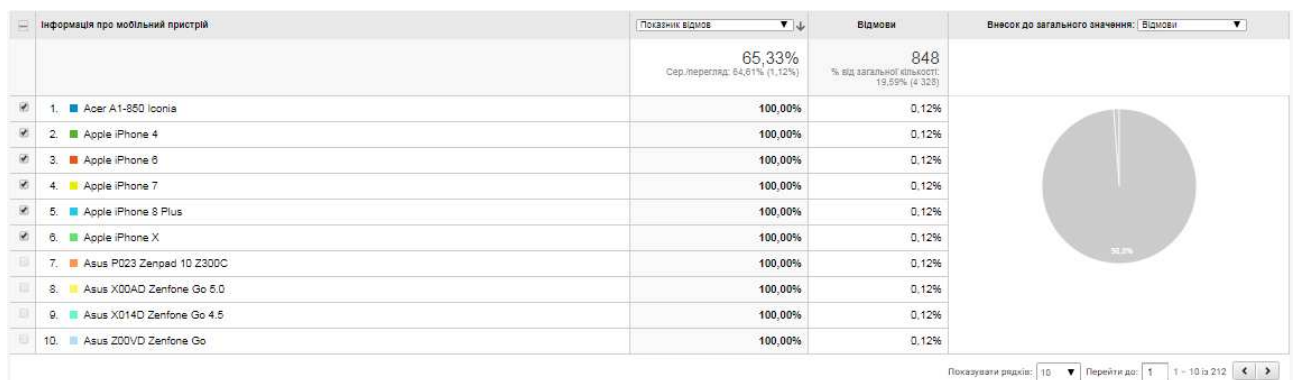 Інформація про мобільний пристрій Показник відмов Відмови Внесок до загального значення: Відмови
65,33% 848
Сер./перегляд: 64,61% (1,12%) % від загальної кількості:
19,59% (4 328)
1. Acer A1-850 Iconia 100,00% 0,12%
2. Apple iPhone 4 100,00% 0,12%
3. Apple iPhone 6 100,00% 0,12%
4. Apple iPhone 7 100,00% 0,12%
5. Apple iPhone 8 Plus 100,00% 0,12%
6. Apple iPhone X 100,00% 0,12%
7. Asus P023 Zenpad 10 Z300C 100,00% 0,12%
8. Asus X00AD Zenfone Go 5.0 100,00% 0,12%
9. Asus X014D Zenfone Go 4.5 100,00% 0,12%
10. Asus Z00VD Zenfone Go 100,00% 0,12%
Показувати рядків: 10 Перейти до: 1 1 – 10 із 212